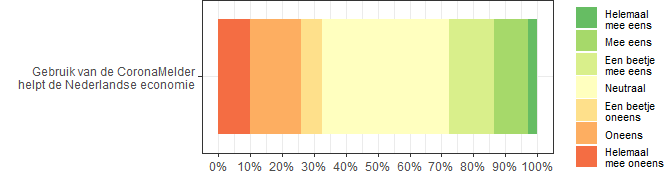 Gebruik van de CoronaMelder
helpt de Nederlandse economie
0% 10% 20% 30% 40% 50% 60% 70% 80% 90% 100%
Helemaal
mee eens
Mee eens
Een beetje
mee eens
Neutraal
Een beetje
oneens
Oneens
Helemaal
mee oneens